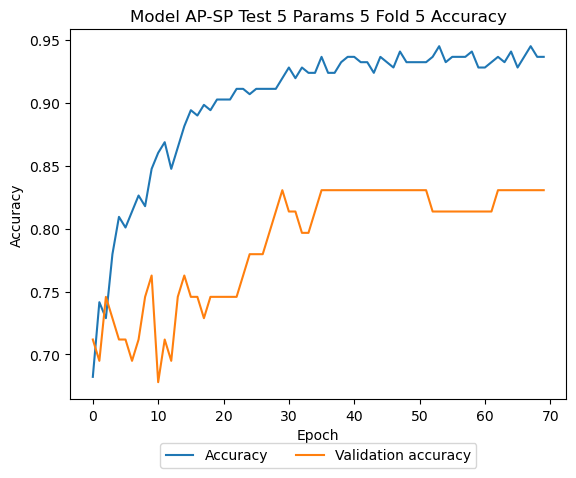 Model AP-SP Test 5 Params 5 Fold 5 Accuracy
0.95
0.90
0.85
0.80
0.75
0.70
Accuracy
0 10 20 30 40 50 60 70
Epoch
Accuracy Validation accuracy